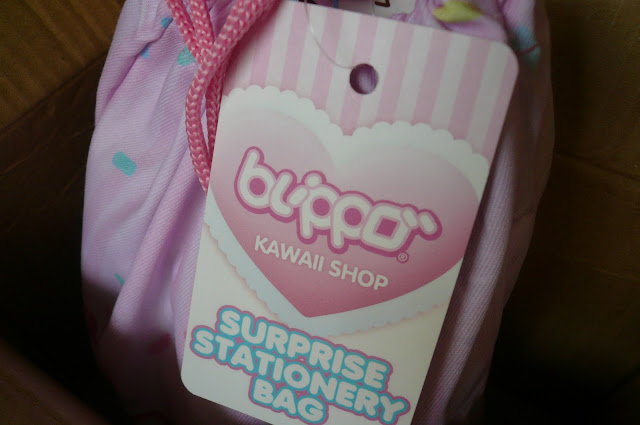 blippo®
KAWAII SHOP
SURPRISE
STATIONERY
BAG